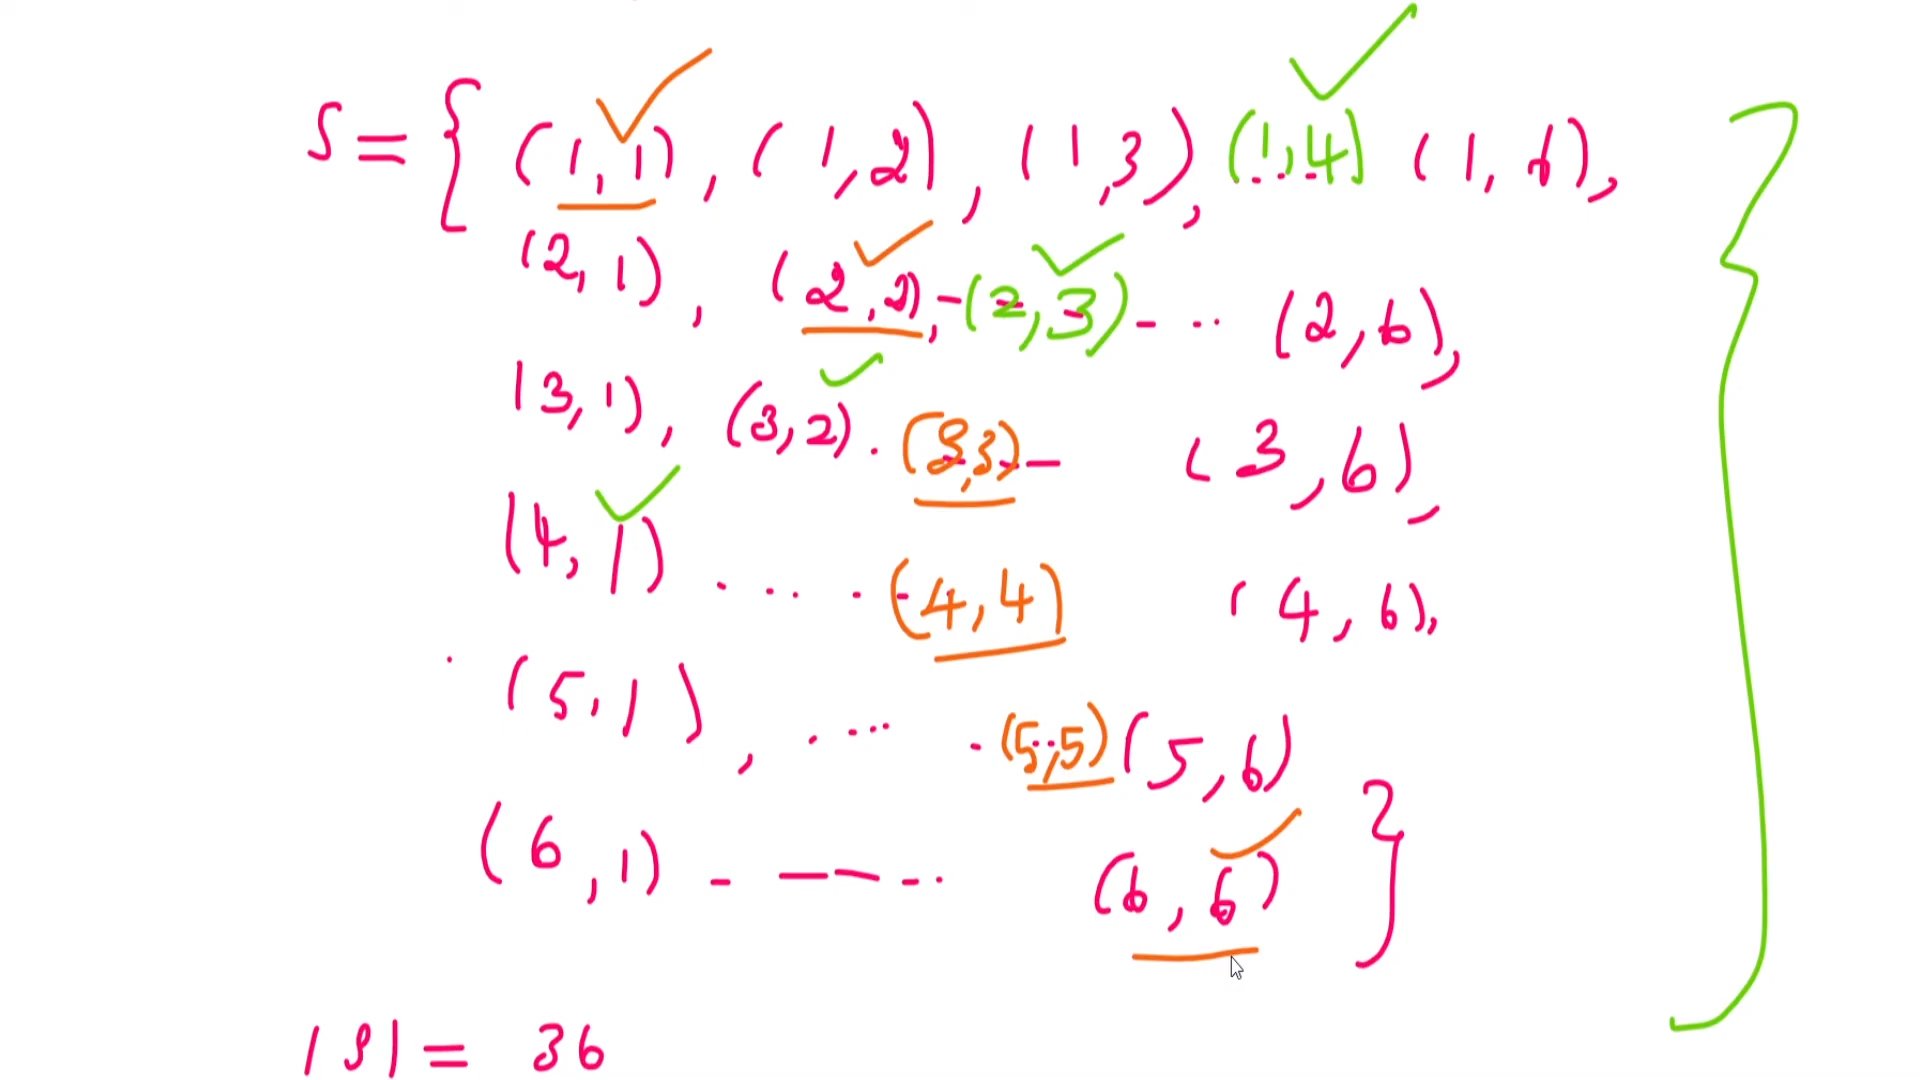 S = { (1,1), (1,2), (1,3), (1,4) (1,6),
(2,1), (2,2), - (2,3) - ... (2,6),
(3,1), (3,2). (3,3) - (3,6),
(4,1) .... (4,4) (4,6),
(5,1), .... (5,5) (5,6)
(6,1) - — — - .. (6,6) }
|S| = 36